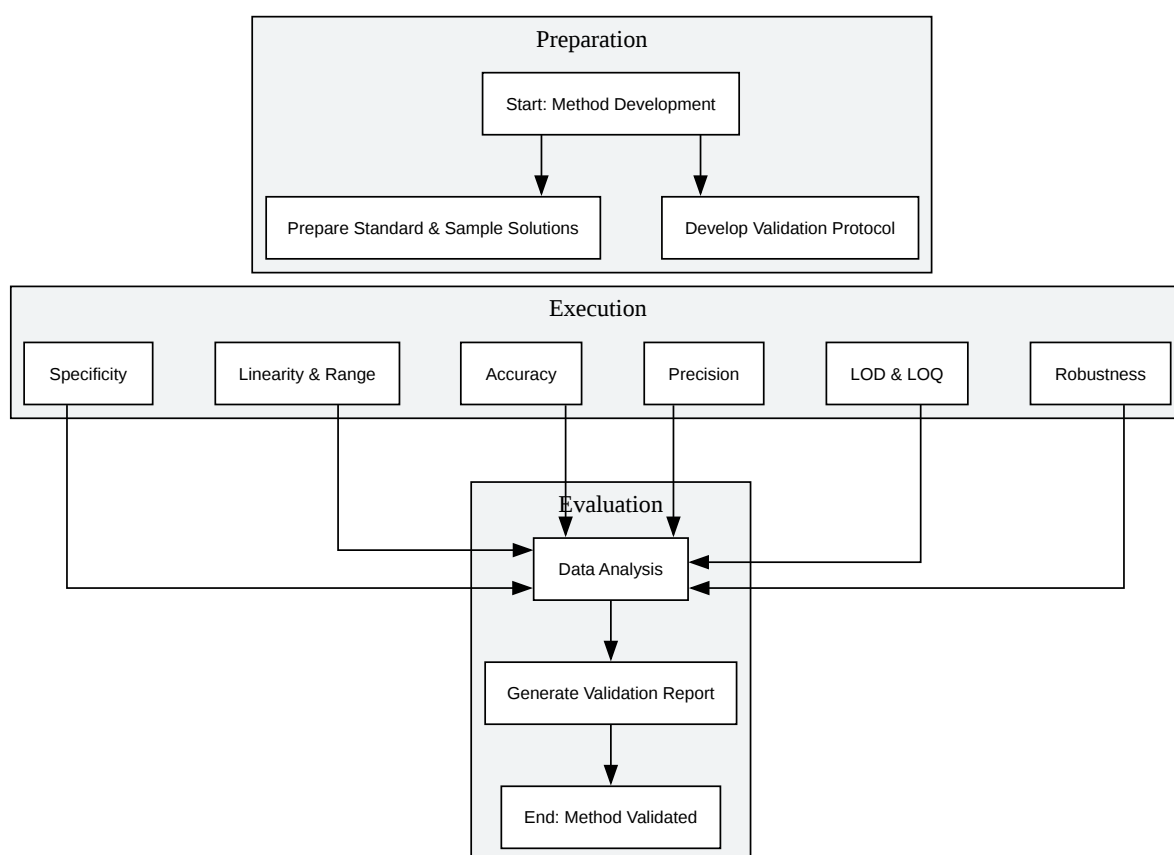 Preparation
Start: Method Development
Prepare Standard & Sample Solutions
Develop Validation Protocol
Execution
Specificity
Linearity & Range
Accuracy
Precision
LOD & LOQ
Robustness
Evaluation
Data Analysis
Generate Validation Report
End: Method Validated